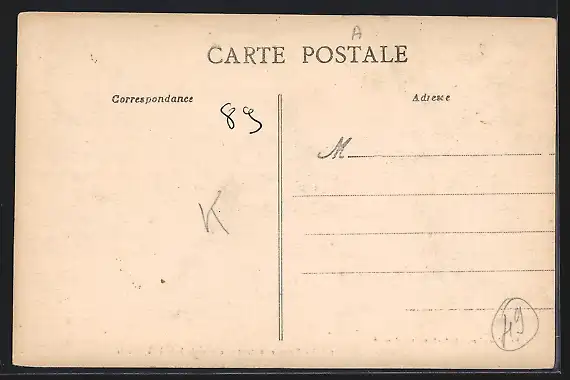 A
CARTE POSTALE
Correspondance
Adresse
89
M
K
49